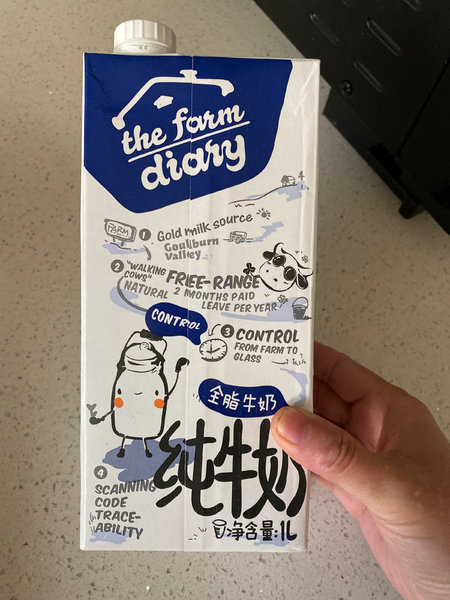 the farm
diary
FARM
1 Gold milk source
Goulburn
Valley
2 "WALKING
COWS"
FREE-RANGE
NATURAL 2 MONTHS PAID
LEAVE PER YEAR
CONTROL
3 CONTROL
FROM FARM TO
GLASS
全脂牛奶
纯牛奶
4
SCANNING
CODE
TRACE-
ABILITY
净含量:1L